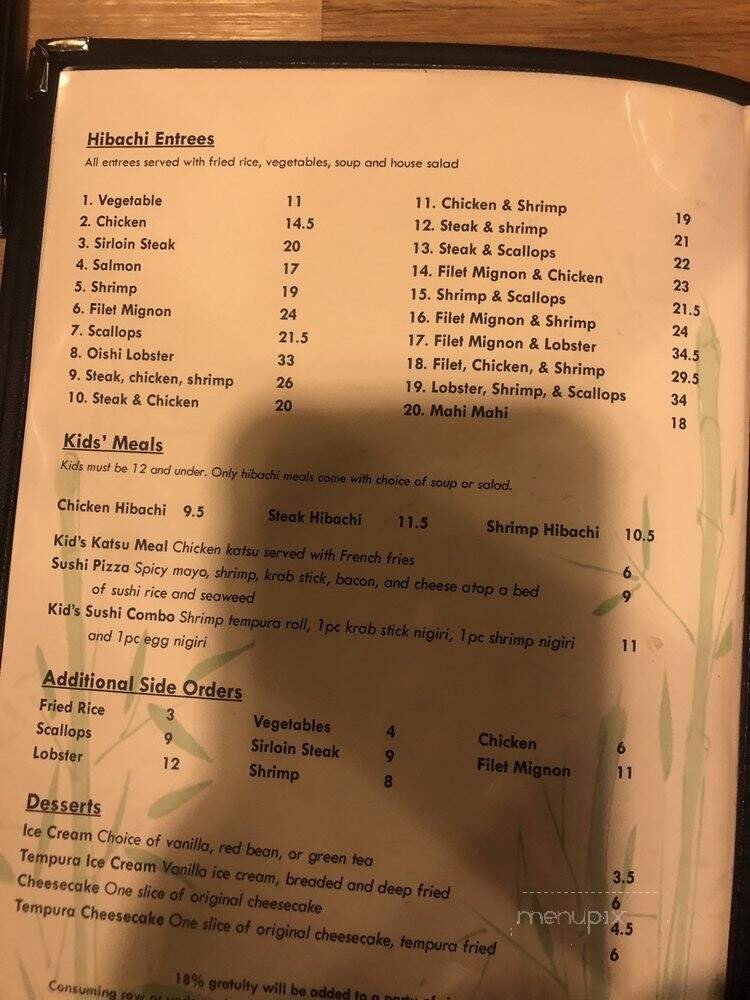 Hibachi Entrees
All entrees served with fried rice, vegetables, soup and house salad
1. Vegetable 11
2. Chicken 14.5
3. Sirloin Steak 20
4. Salmon 17
5. Shrimp 19
6. Filet Mignon 24
7. Scallops 21.5
8. Oishi Lobster 33
9. Steak, chicken, shrimp 26
10. Steak & Chicken 20
11. Chicken & Shrimp 19
12. Steak & shrimp 21
13. Steak & Scallops 22
14. Filet Mignon & Chicken 23
15. Shrimp & Scallops 21.5
16. Filet Mignon & Shrimp 24
17. Filet Mignon & Lobster 34.5
18. Filet, Chicken, & Shrimp 29.5
19. Lobster, Shrimp, & Scallops 34
20. Mahi Mahi 18
Kids' Meals
Kids must be 12 and under. Only hibachi meals come with choice of soup or salad.
Chicken Hibachi 9.5 Steak Hibachi 11.5 Shrimp Hibachi 10.5
Kid's Katsu Meal Chicken katsu served with French fries 6
Sushi Pizza Spicy mayo, shrimp, krab stick, bacon, and cheese atop a bed 9
of sushi rice and seaweed
Kid's Sushi Combo Shrimp tempura roll, 1pc krab stick nigiri, 1pc shrimp nigiri 11
and 1pc egg nigiri
Additional Side Orders
Fried Rice 3 Vegetables 4 Chicken 6
Scallops 9 Sirloin Steak 9 Filet Mignon 11
Lobster 12 Shrimp 8
Desserts
Ice Cream Choice of vanilla, red bean, or green tea 3.5
Tempura Ice Cream Vanilla ice cream, breaded and deep fried 6
Cheesecake One slice of original cheesecake 4.5
Tempura Cheesecake One slice of original cheesecake, tempura fried 6
menupix
18% gratuity will be added to a party of
Consuming raw or